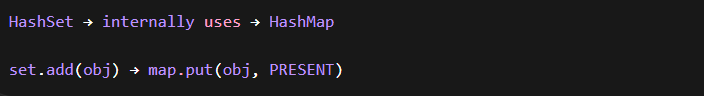 HashSet → internally uses → HashMap
set.add(obj) → map.put(obj, PRESENT)